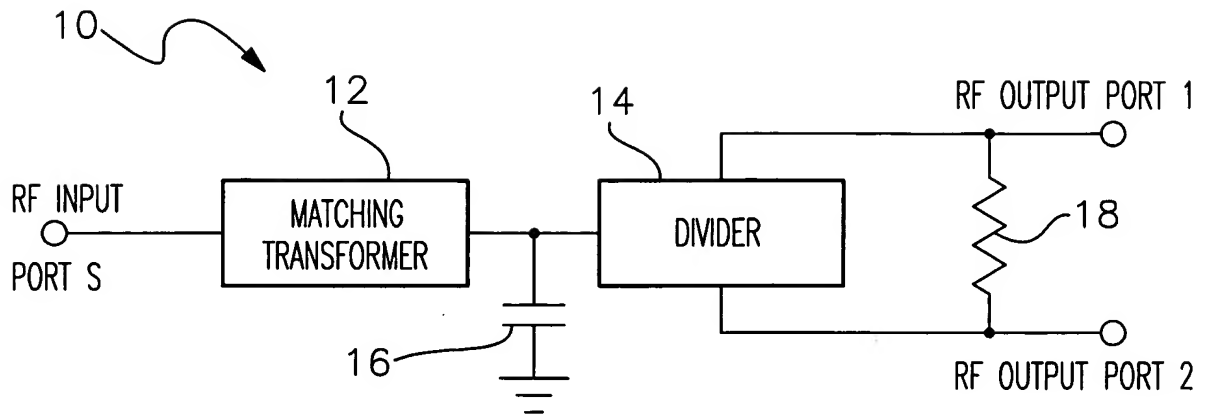 10
12
14
RF OUTPUT PORT 1
RF INPUT
PORT S
MATCHING
TRANSFORMER
DIVIDER
18
16
RF OUTPUT PORT 2